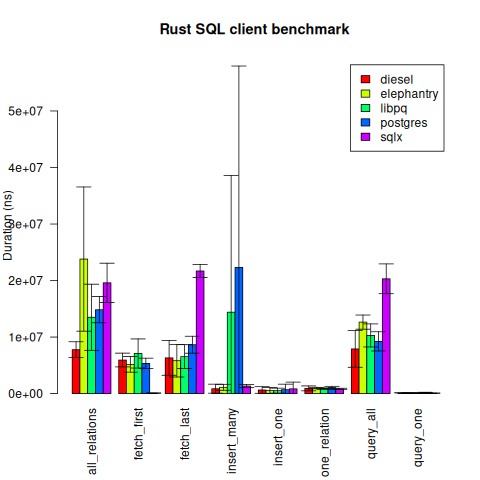 Rust SQL client benchmark
diesel
elephantry
libpq
postgres
sqlx
Duration (ns)
5e+07
4e+07
3e+07
2e+07
1e+07
0e+00
all_relations
fetch_first
fetch_last
insert_many
insert_one
one_relation
query_all
query_one